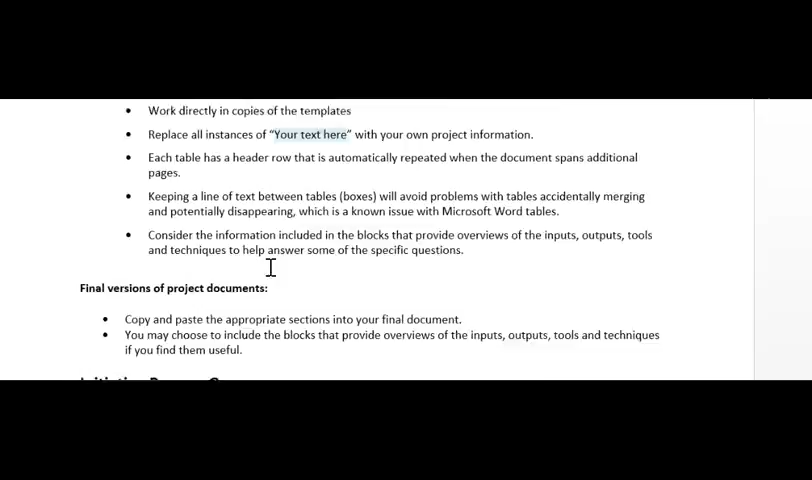 • Work directly in copies of the templates
• Replace all instances of “Your text here” with your own project information.
• Each table has a header row that is automatically repeated when the document spans additional
pages.
• Keeping a line of text between tables (boxes) will avoid problems with tables accidentally merging
and potentially disappearing, which is a known issue with Microsoft Word tables.
• Consider the information included in the blocks that provide overviews of the inputs, outputs, tools
and techniques to help answer some of the specific questions.
Final versions of project documents:
• Copy and paste the appropriate sections into your final document.
• You may choose to include the blocks that provide overviews of the inputs, outputs, tools and techniques
if you find them useful.